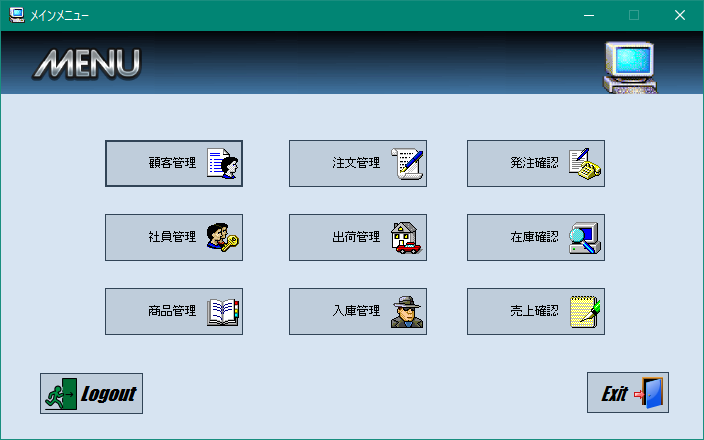 メインメニュー
MENU
顧客管理
注文管理
発注確認
社員管理
出荷管理
在庫確認
商品管理
入庫管理
売上確認
Logout
Exit